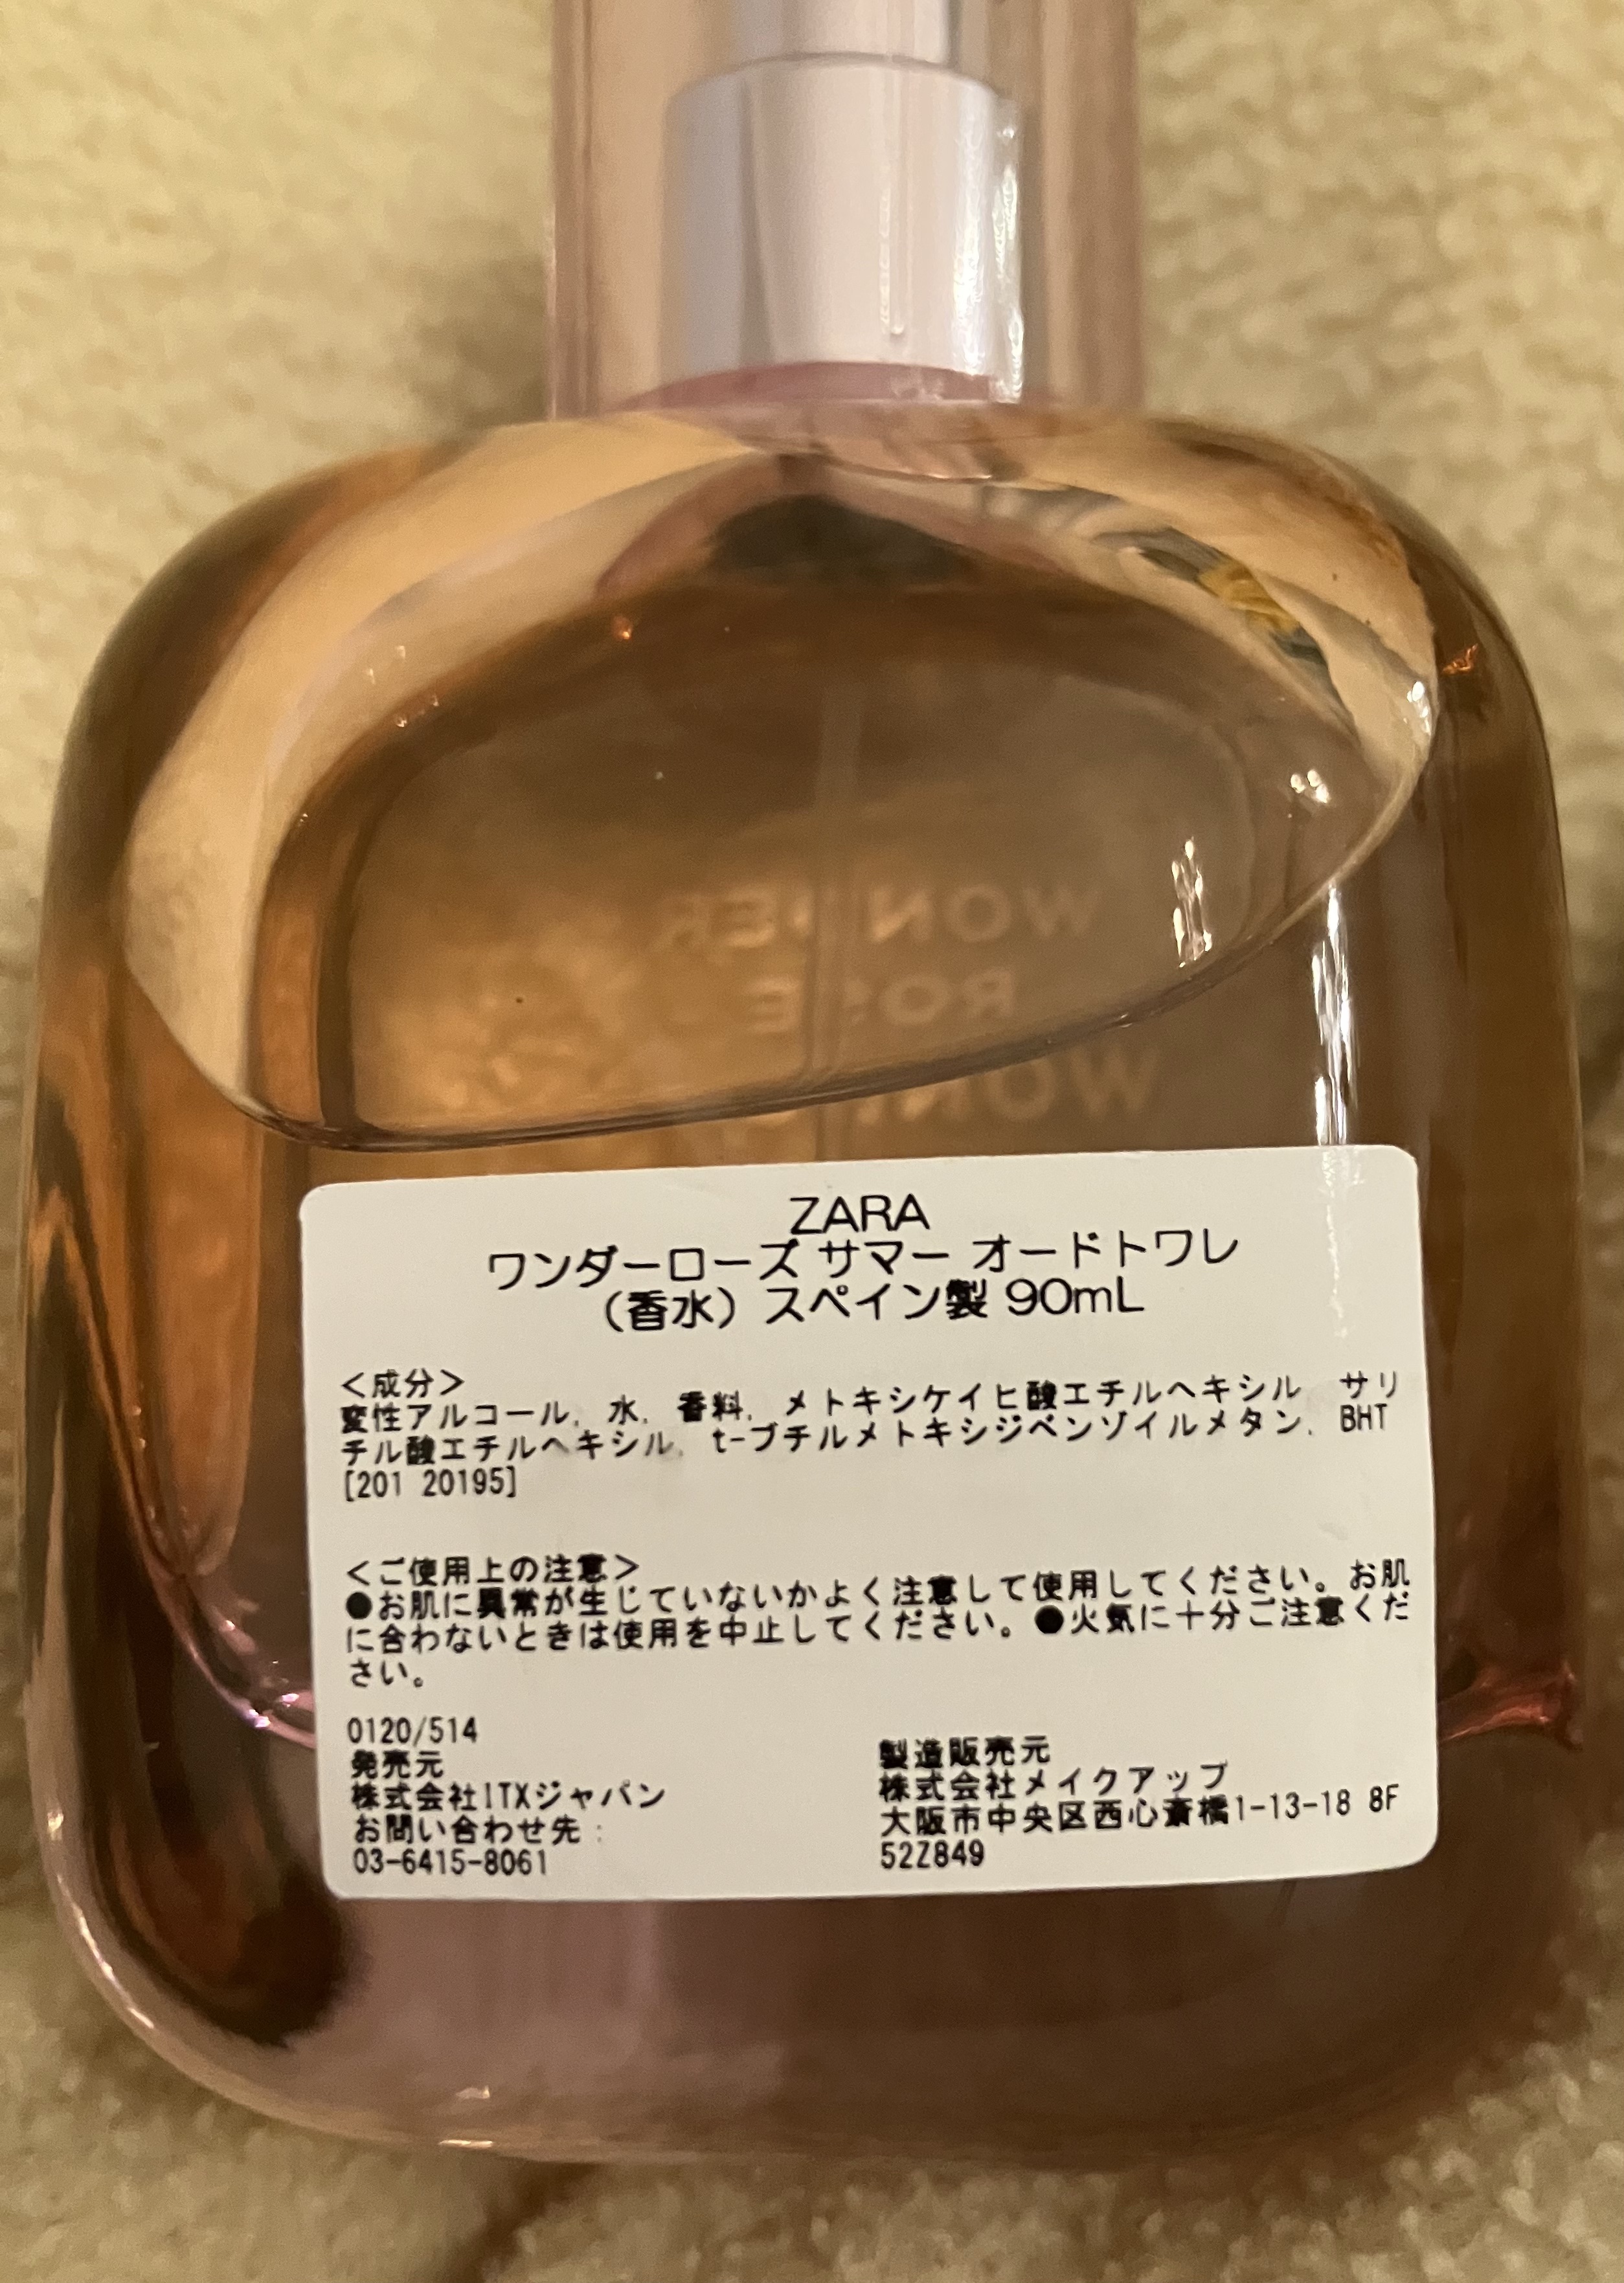 WONDER
ROSE
ZARA
ワンダーローズ サマー オードトワレ
（香水）スペイン製 90mL
＜成分＞
変性アルコール, 水, 香料, メトキシケイヒ酸エチルヘキシル, サリ
チル酸エチルヘキシル, t-ブチルメトキシジベンゾイルメタン, BHT
[201 20195]
＜ご使用上の注意＞
●お肌に異常が生じていないかよく注意して使用してください。お肌
に合わないときは使用を中止してください。●火気に十分ご注意くだ
さい。
0120/514
発売元
株式会社ITXジャパン
お問い合わせ先：
03-6415-8061
製造販売元
株式会社メイクアップ
大阪市中央区西心斎橋1-13-18 8F
52Z849